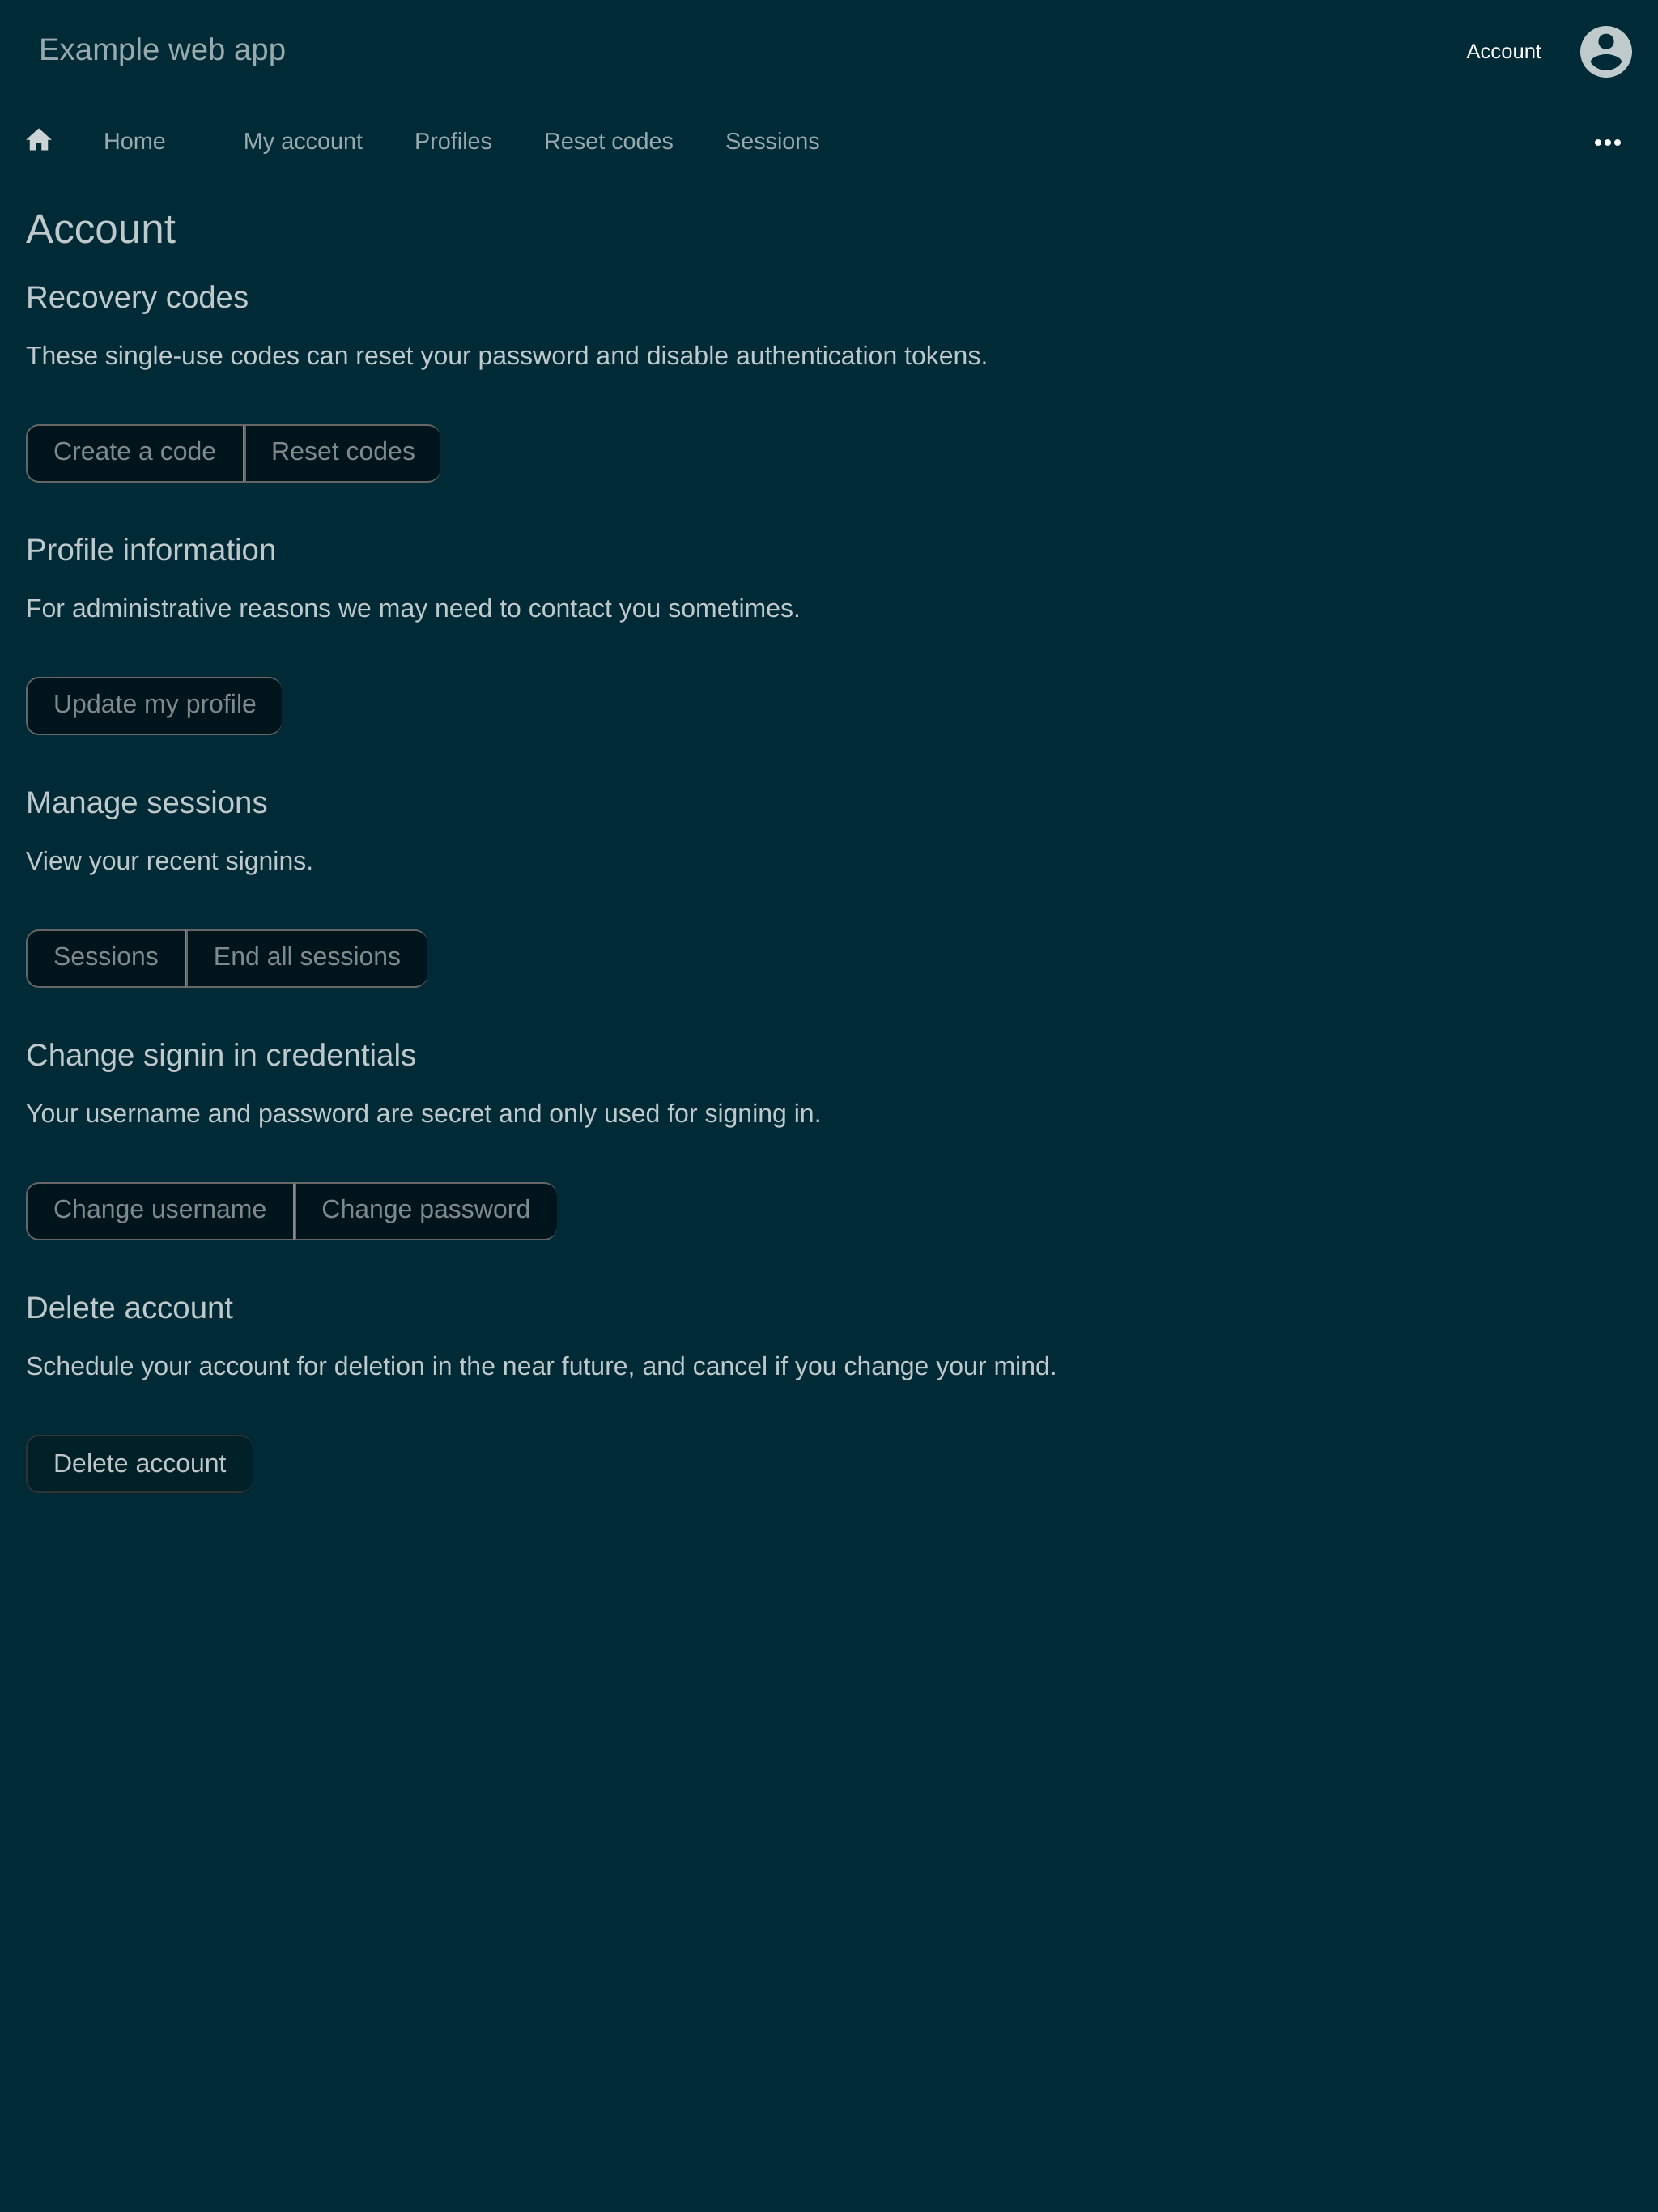 Example web app
Account
Home My account Profiles Reset codes Sessions
Account
Recovery codes
These single-use codes can reset your password and disable authentication tokens.
Create a code Reset codes
Profile information
For administrative reasons we may need to contact you sometimes.
Update my profile
Manage sessions
View your recent signins.
Sessions End all sessions
Change signin in credentials
Your username and password are secret and only used for signing in.
Change username Change password
Delete account
Schedule your account for deletion in the near future, and cancel if you change your mind.
Delete account